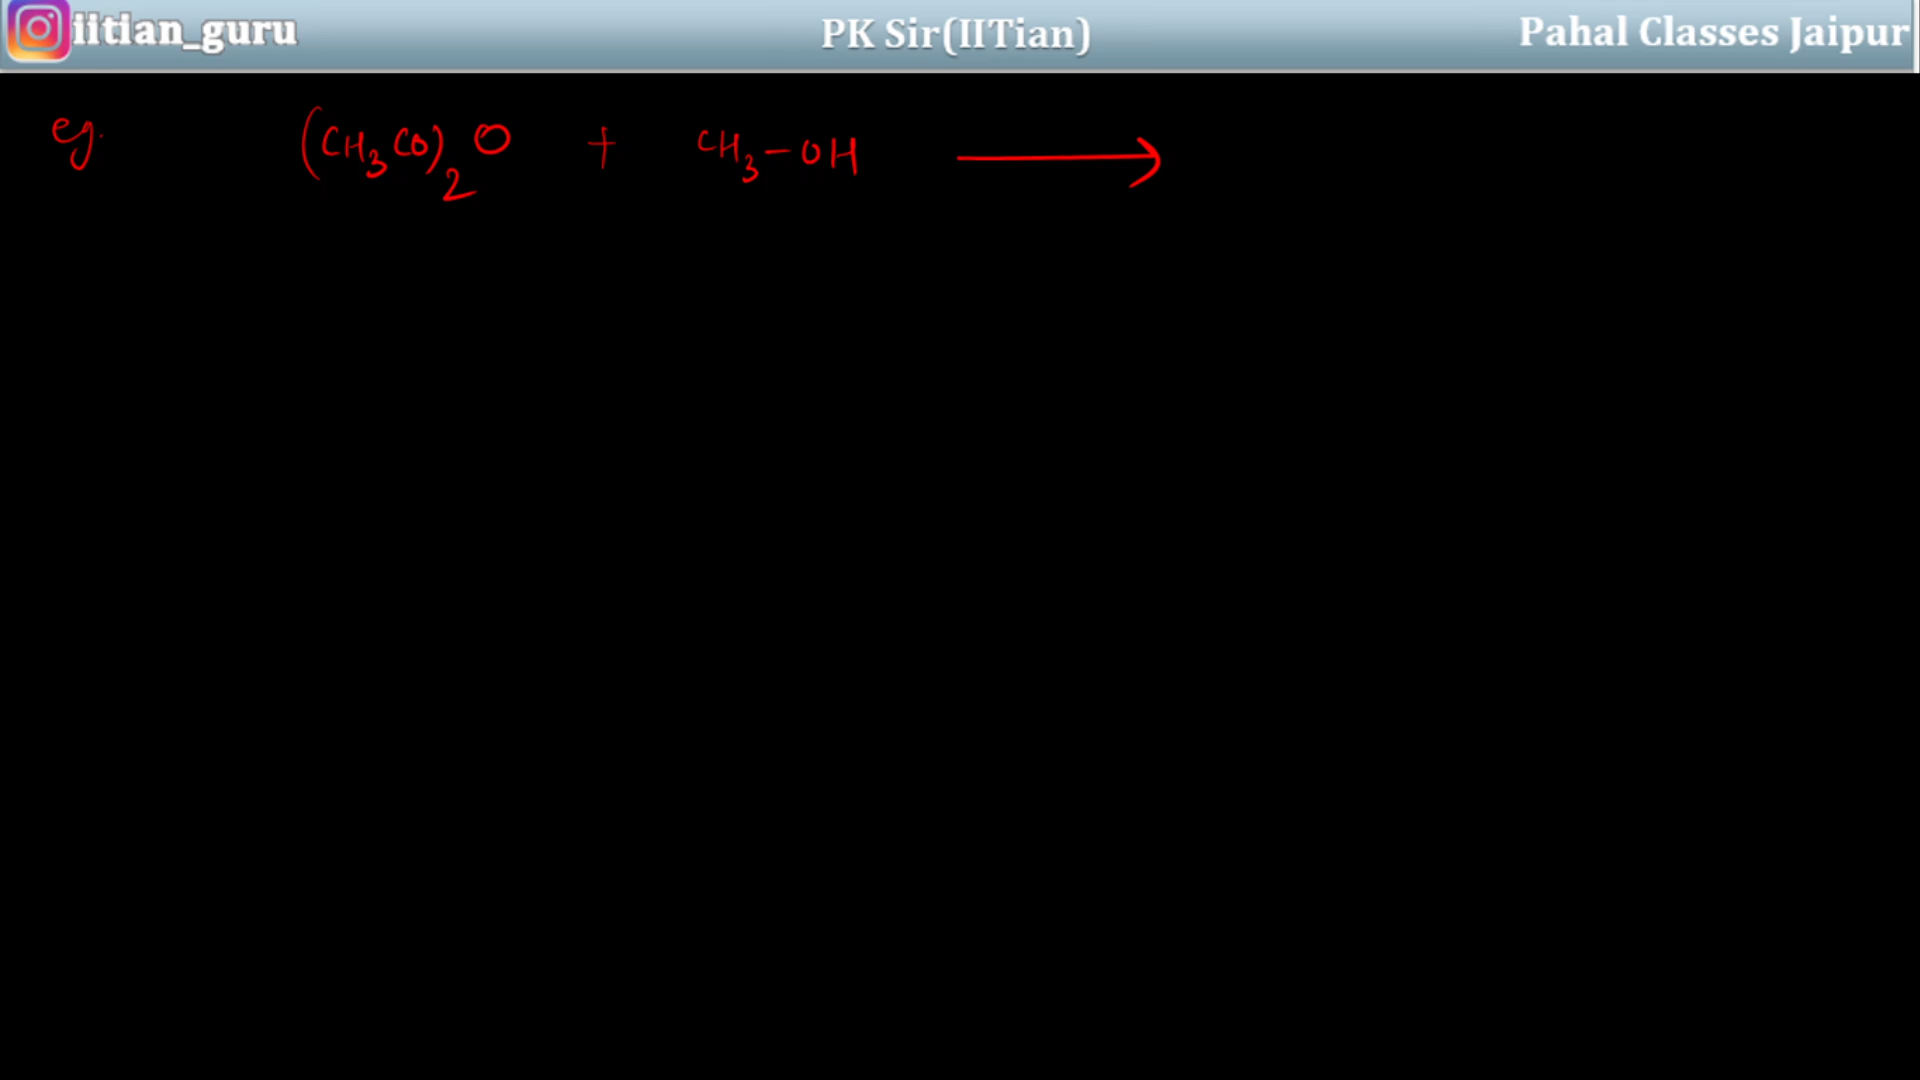 iitian_guru PK Sir(IITian) Pahal Classes Jaipur
eg. (CH₃CO)₂O + CH₃-OH ⟶